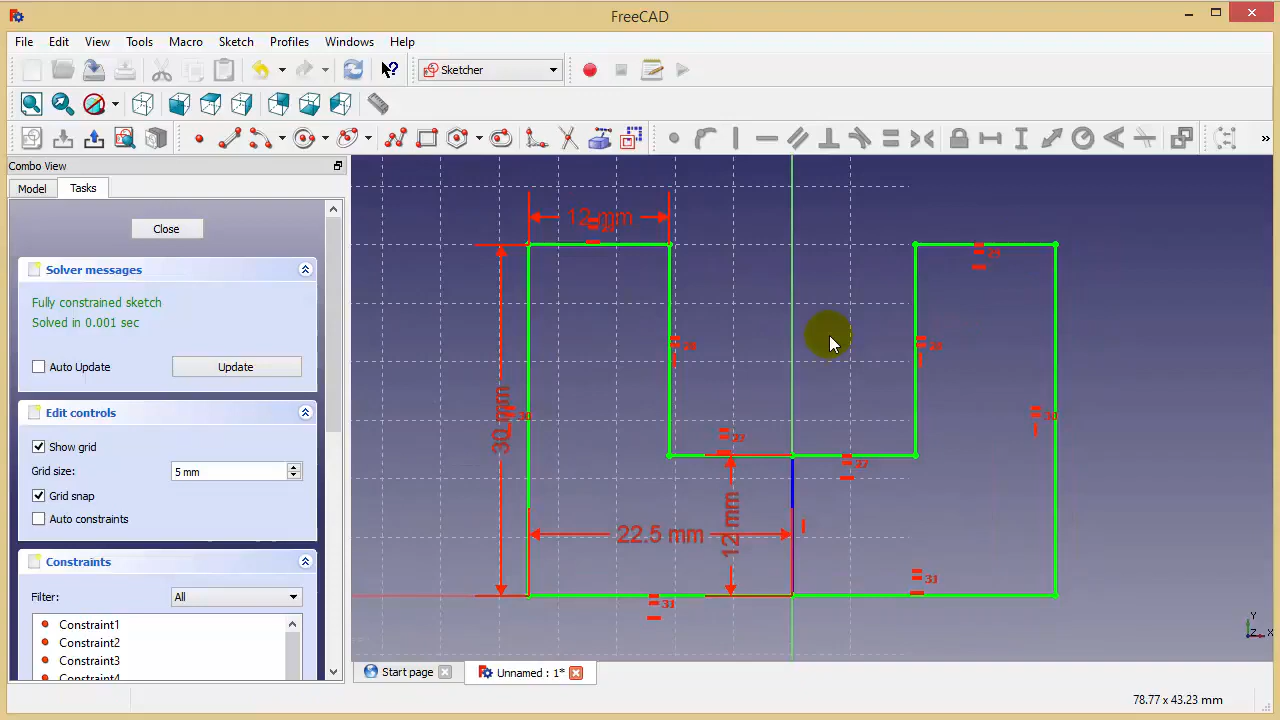 FreeCAD
File Edit View Tools Macro Sketch Profiles Windows Help
Sketcher
Combo View
Model Tasks
Close
Solver messages
Fully constrained sketch
Solved in 0.001 sec
Auto Update Update
Edit controls
Show grid
Grid size: 5 mm
Grid snap
Auto constraints
Constraints
Filter: All
Constraint1
Constraint2
Constraint3
Constraint4
12 mm
30 mm
22.5 mm
12 mm
31
31
Y
Z X
Start page Unnamed : 1*
78.77 x 43.23 mm